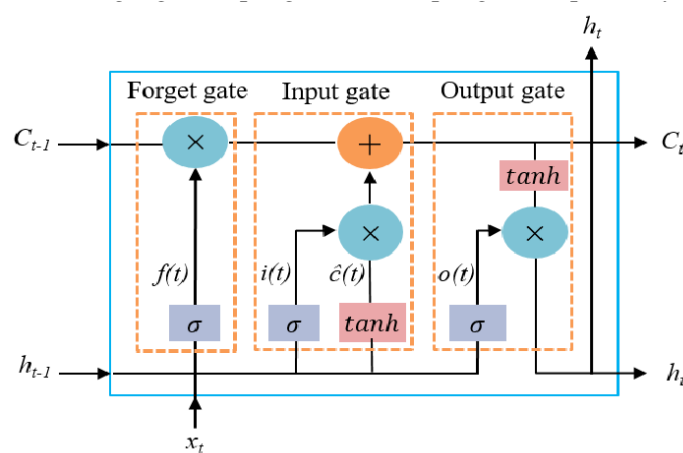 h_t
Forget gate Input gate Output gate
C_{t-1} × + C_t
tanh
× ×
f(t) i(t) ĉ(t) o(t)
σ σ tanh σ
h_{t-1} h_t
x_t